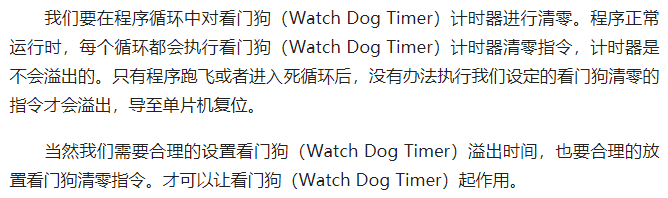 我们要在程序循环中对看门狗（Watch Dog Timer）计时器进行清零。程序正常
运行时，每个循环都会执行看门狗（Watch Dog Timer）计时器清零指令，计时器是
不会溢出的。只有程序跑飞或者进入死循环后，没有办法执行我们设定的看门狗清零的
指令才会溢出，导至单片机复位。
当然我们需要合理的设置看门狗（Watch Dog Timer）溢出时间，也要合理的放
置看门狗清零指令。才可以让看门狗（Watch Dog Timer）起作用。